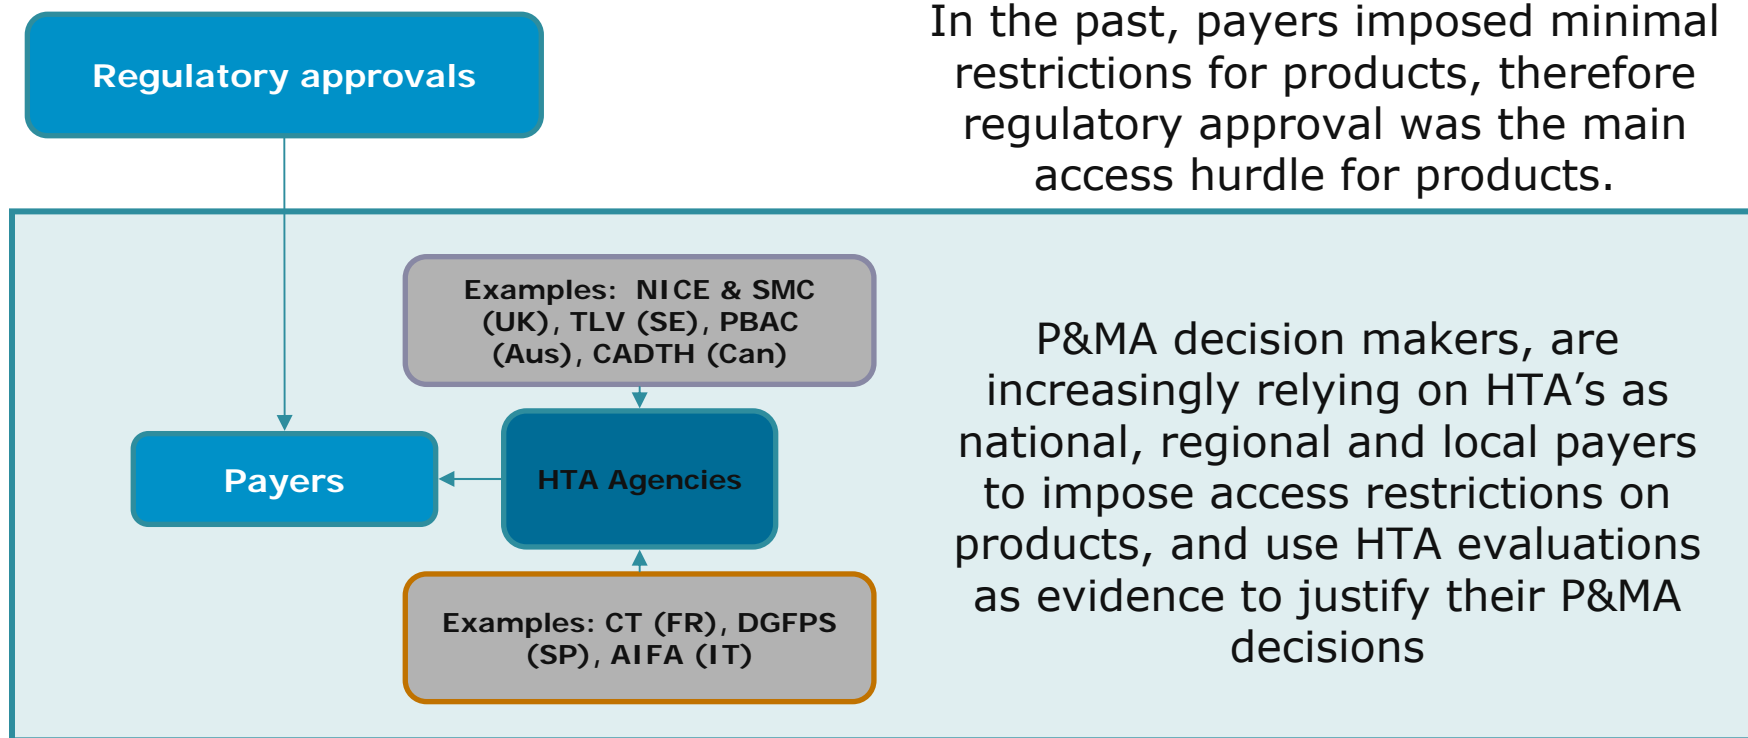 Regulatory approvals
In the past, payers imposed minimal
restrictions for products, therefore
regulatory approval was the main
access hurdle for products.
Examples: NICE & SMC
(UK), TLV (SE), PBAC
(Aus), CADTH (Can)
Payers
HTA Agencies
Examples: CT (FR), DGFPS
(SP), AIFA (IT)
P&MA decision makers, are
increasingly relying on HTA’s as
national, regional and local payers
to impose access restrictions on
products, and use HTA evaluations
as evidence to justify their P&MA
decisions